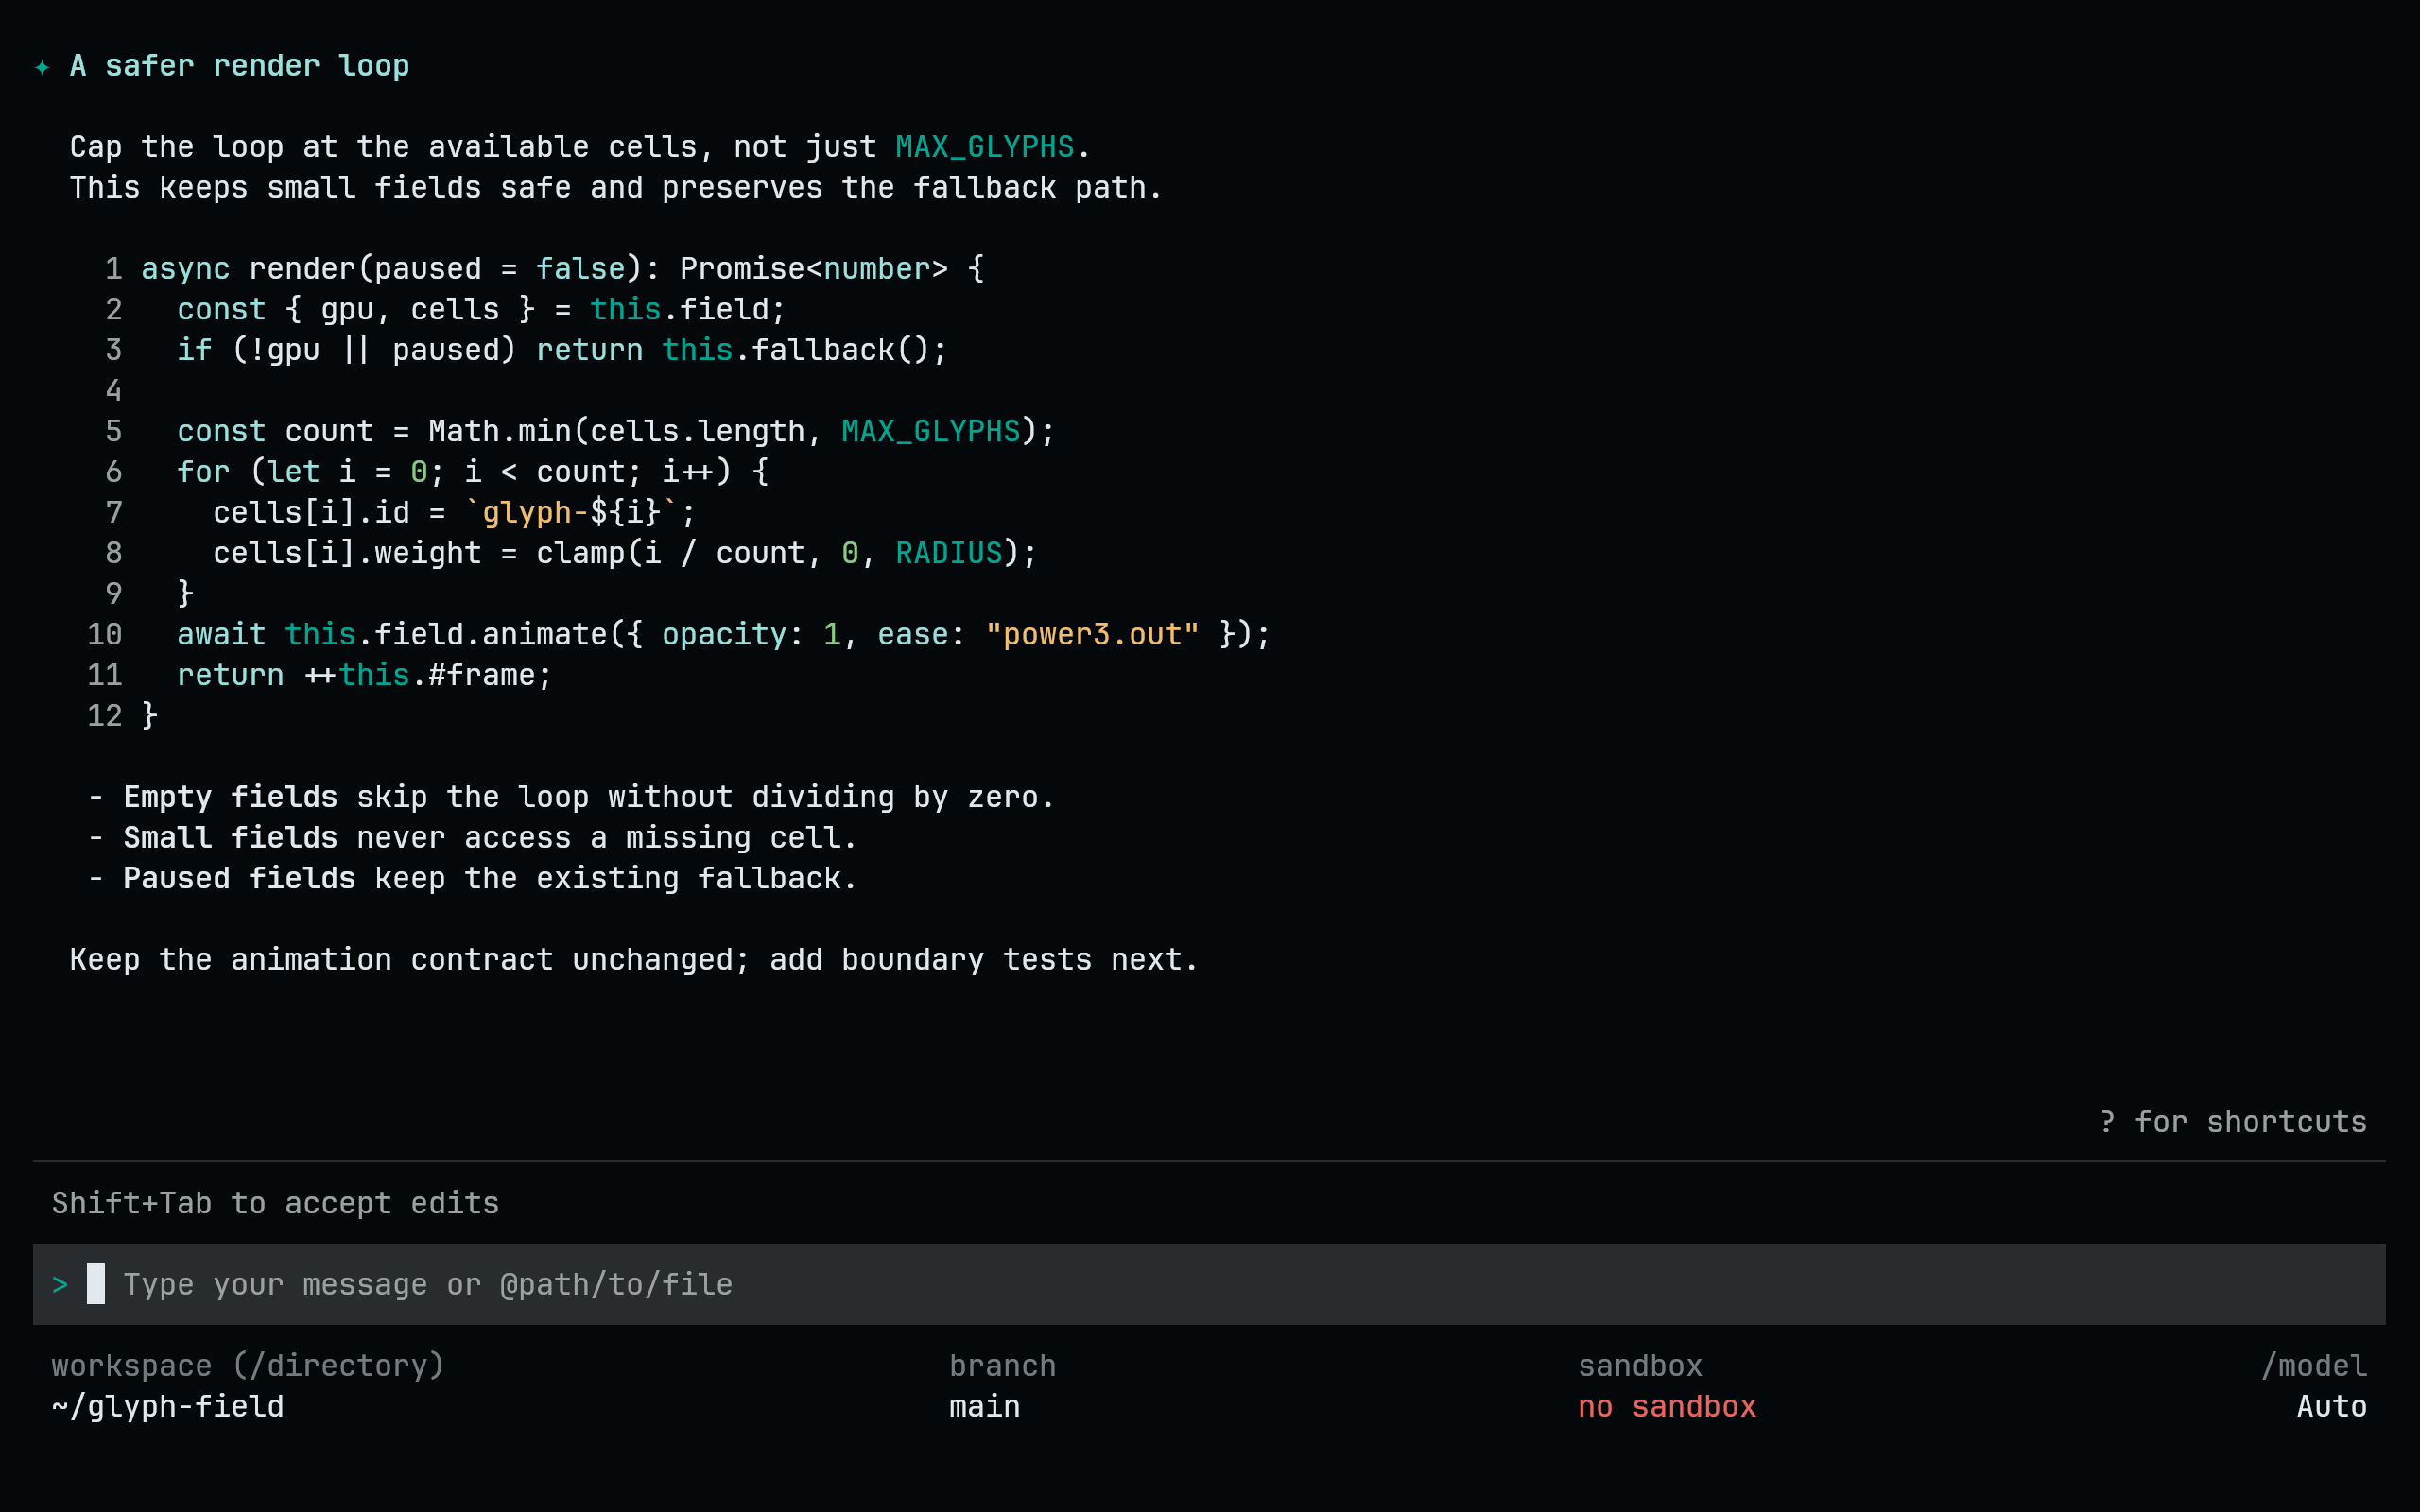 ✦ A safer render loop
Cap the loop at the available cells, not just MAX_GLYPHS.
This keeps small fields safe and preserves the fallback path.
1 async render(paused = false): Promise<number> {
2   const { gpu, cells } = this.field;
3   if (!gpu || paused) return this.fallback();
4
5   const count = Math.min(cells.length, MAX_GLYPHS);
6   for (let i = 0; i < count; i++) {
7     cells[i].id = `glyph-${i}`;
8     cells[i].weight = clamp(i / count, 0, RADIUS);
9   }
10   await this.field.animate({ opacity: 1, ease: "power3.out" });
11   return ++this.#frame;
12 }
- Empty fields skip the loop without dividing by zero.
- Small fields never access a missing cell.
- Paused fields keep the existing fallback.
Keep the animation contract unchanged; add boundary tests next.
? for shortcuts
Shift+Tab to accept edits
> Type your message or @path/to/file
workspace (/directory) branch sandbox /model
~/glyph-field main no sandbox Auto